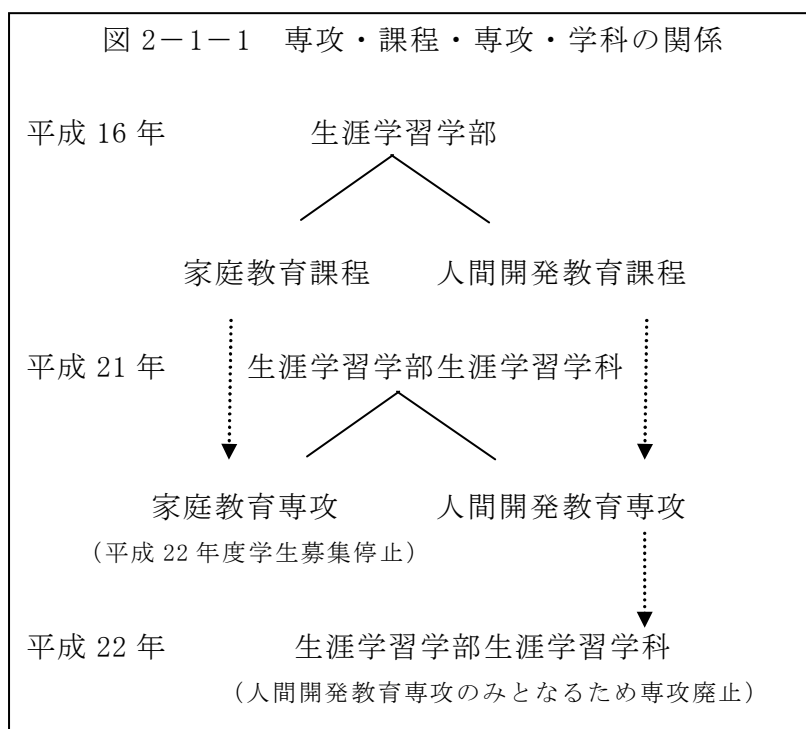 図 2－1－1　専攻・課程・専攻・学科の関係
平成 16 年　生涯学習学部
家庭教育課程　人間開発教育課程
平成 21 年　生涯学習学部生涯学習学科
家庭教育専攻　人間開発教育専攻
（平成 22 年度学生募集停止）
平成 22 年　生涯学習学部生涯学習学科
（人間開発教育専攻のみとなるため専攻廃止）